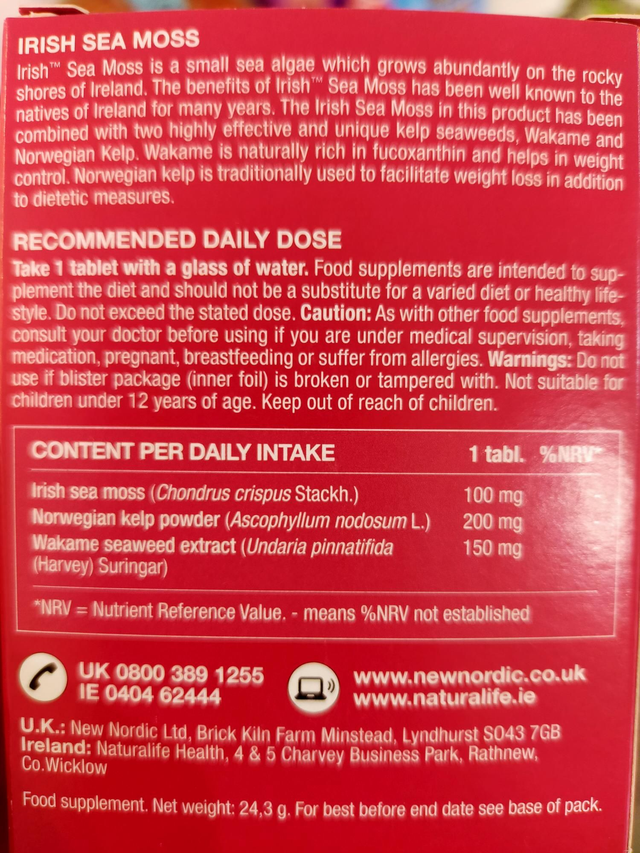 IRISH SEA MOSS
Irish™ Sea Moss is a small sea algae which grows abundantly on the rocky
shores of Ireland. The benefits of Irish™ Sea Moss has been well known to the
natives of Ireland for many years. The Irish Sea Moss in this product has been
combined with two highly effective and unique kelp seaweeds, Wakame and
Norwegian Kelp. Wakame is naturally rich in fucoxanthin and helps in weight
control. Norwegian kelp is traditionally used to facilitate weight loss in addition
to dietetic measures.
RECOMMENDED DAILY DOSE
Take 1 tablet with a glass of water. Food supplements are intended to sup-
plement the diet and should not be a substitute for a varied diet or healthy life-
style. Do not exceed the stated dose. Caution: As with other food supplements,
consult your doctor before using if you are under medical supervision, taking
medication, pregnant, breastfeeding or suffer from allergies. Warnings: Do not
use if blister package (inner foil) is broken or tampered with. Not suitable for
children under 12 years of age. Keep out of reach of children.
CONTENT PER DAILY INTAKE 1 tabl. %NRV*
Irish sea moss (Chondrus crispus Stackh.) 100 mg
Norwegian kelp powder (Ascophyllum nodosum L.) 200 mg
Wakame seaweed extract (Undaria pinnatifida 150 mg
(Harvey) Suringar)
*NRV = Nutrient Reference Value. - means %NRV not established
UK 0800 389 1255 www.newnordic.co.uk
IE 0404 62444 www.naturalife.ie
U.K.: New Nordic Ltd, Brick Kiln Farm Minstead, Lyndhurst SO43 7GB
Ireland: Naturalife Health, 4 & 5 Charvey Business Park, Rathnew,
Co.Wicklow
Food supplement. Net weight: 24,3 g. For best before end date see base of pack.